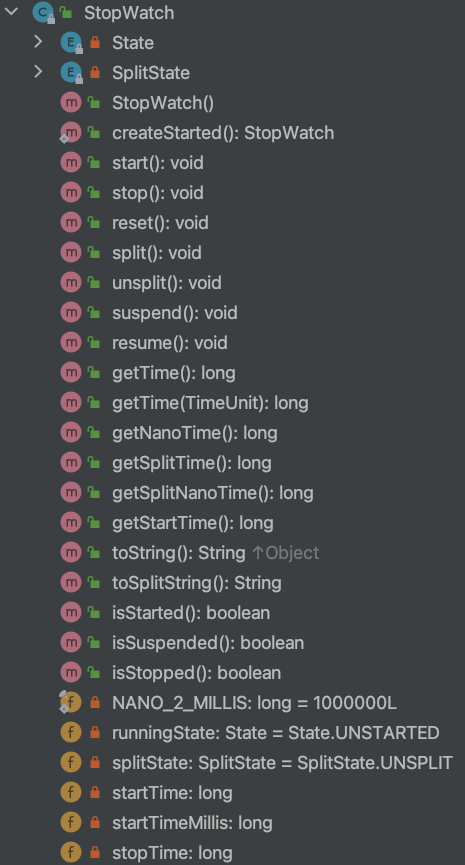 StopWatch
State
SplitState
StopWatch()
createStarted(): StopWatch
start(): void
stop(): void
reset(): void
split(): void
unsplit(): void
suspend(): void
resume(): void
getTime(): long
getTime(TimeUnit): long
getNanoTime(): long
getSplitTime(): long
getSplitNanoTime(): long
getStartTime(): long
toString(): String ↑Object
toSplitString(): String
isStarted(): boolean
isSuspended(): boolean
isStopped(): boolean
NANO_2_MILLIS: long = 1000000L
runningState: State = State.UNSTARTED
splitState: SplitState = SplitState.UNSPLIT
startTime: long
startTimeMillis: long
stopTime: long